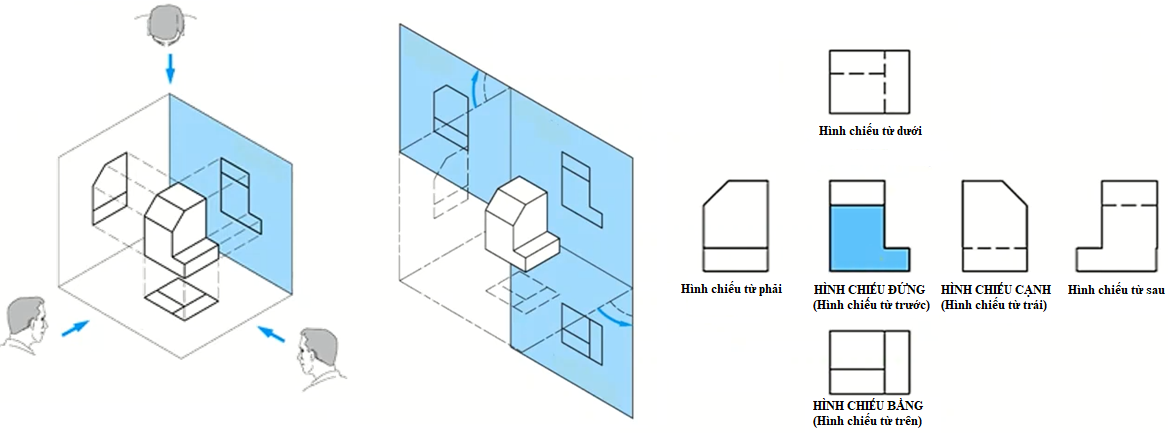 Hình chiếu từ dưới
Hình chiếu từ phải
HÌNH CHIẾU ĐỨNG
(Hình chiếu từ trước)
HÌNH CHIẾU CẠNH
(Hình chiếu từ trái)
Hình chiếu từ sau
HÌNH CHIẾU BẰNG
(Hình chiếu từ trên)